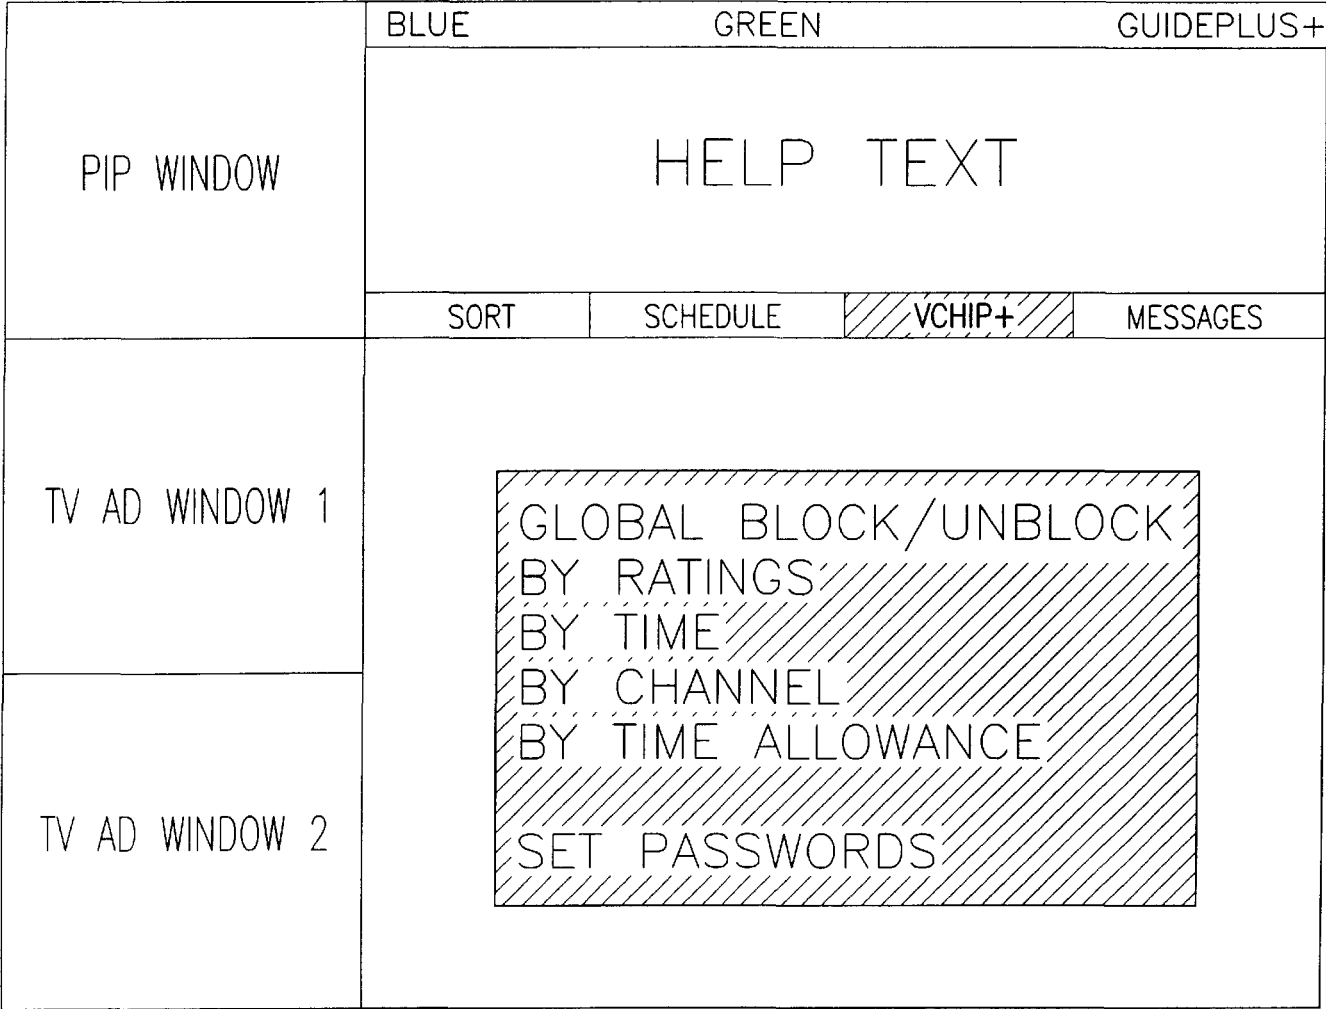 BLUE GREEN GUIDEPLUS+
PIP WINDOW
HELP TEXT
SORT SCHEDULE VCHIP+ MESSAGES
TV AD WINDOW 1
GLOBAL BLOCK/UNBLOCK
BY RATINGS
BY TIME
BY CHANNEL
BY TIME ALLOWANCE
SET PASSWORDS
TV AD WINDOW 2